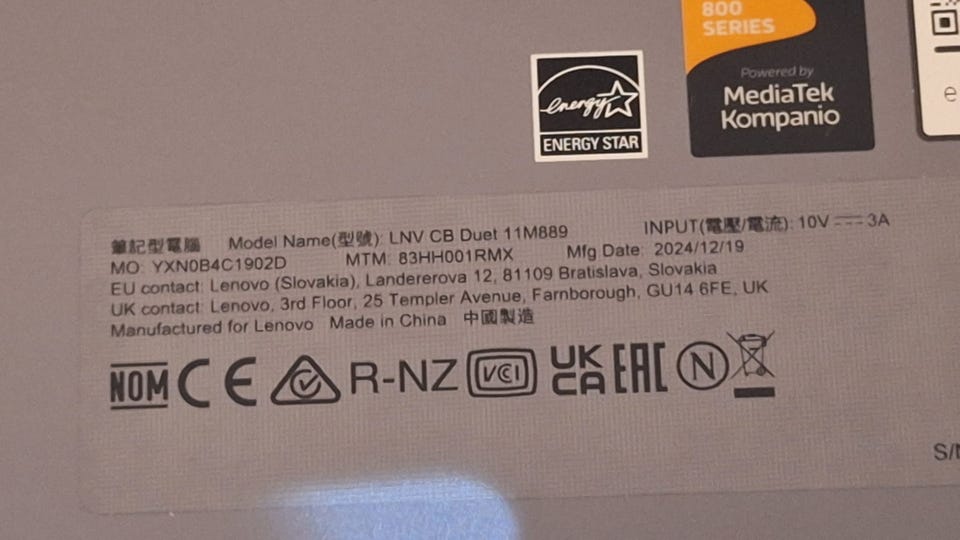 800
SERIES
Powered by
MediaTek
Kompanio
energy
ENERGY STAR
e
筆記型電腦 Model Name(型號): LNV CB Duet 11M889 INPUT(電壓/電流): 10V ⎓ 3A
MO: YXN0B4C1902D MTM: 83HH001RMX Mfg Date: 2024/12/19
EU contact: Lenovo (Slovakia), Landererova 12, 81109 Bratislava, Slovakia
UK contact: Lenovo, 3rd Floor, 25 Templer Avenue, Farnborough, GU14 6FE, UK
Manufactured for Lenovo Made in China 中國製造
NOM CE R-NZ VCI UKCA EAC N
S/N